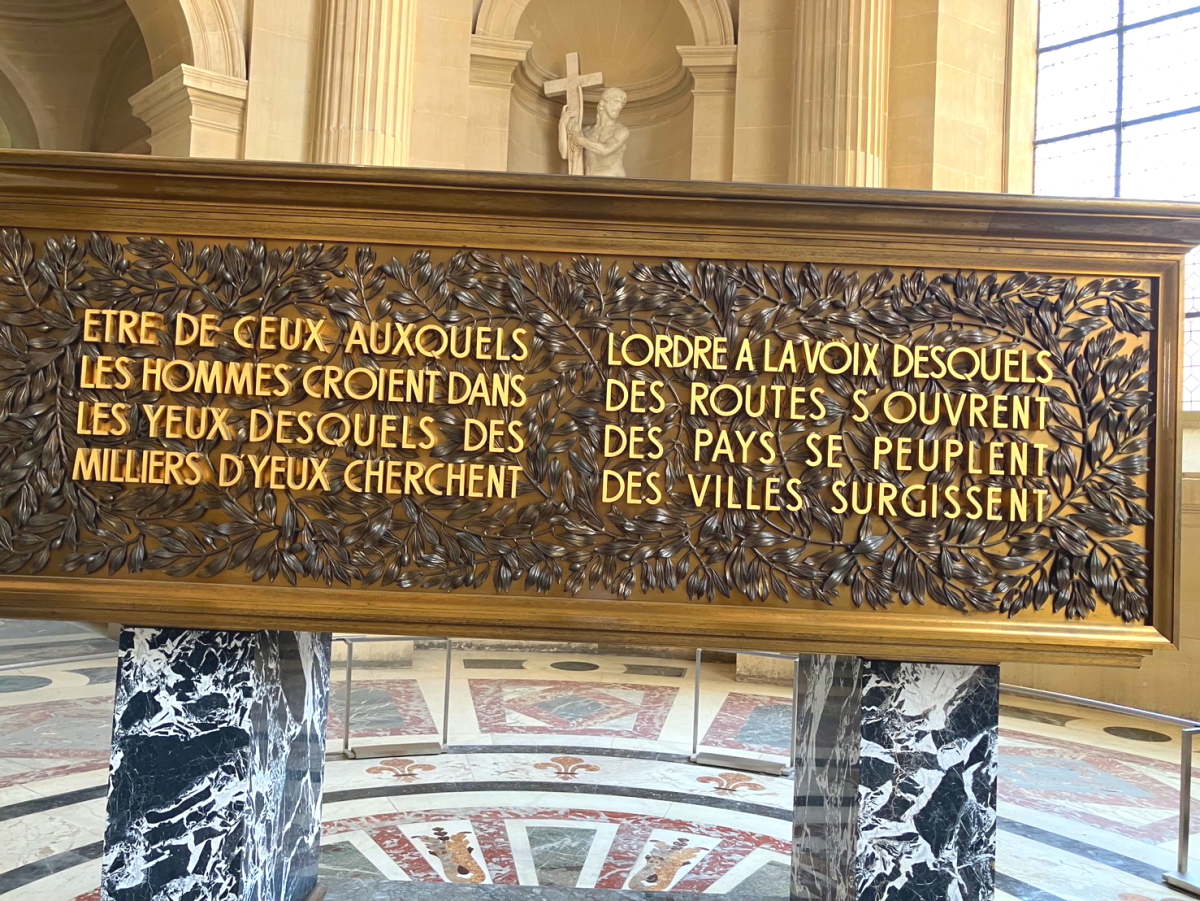 ETRE DE CEUX AUXQUELS
LES HOMMES CROIENT DANS
LES YEUX DESQUELS DES
MILLIERS D'YEUX CHERCHENT
L'ORDRE A LA VOIX DESQUELS
DES ROUTES S'OUVRENT
DES PAYS SE PEUPLENT
DES VILLES SURGISSENT